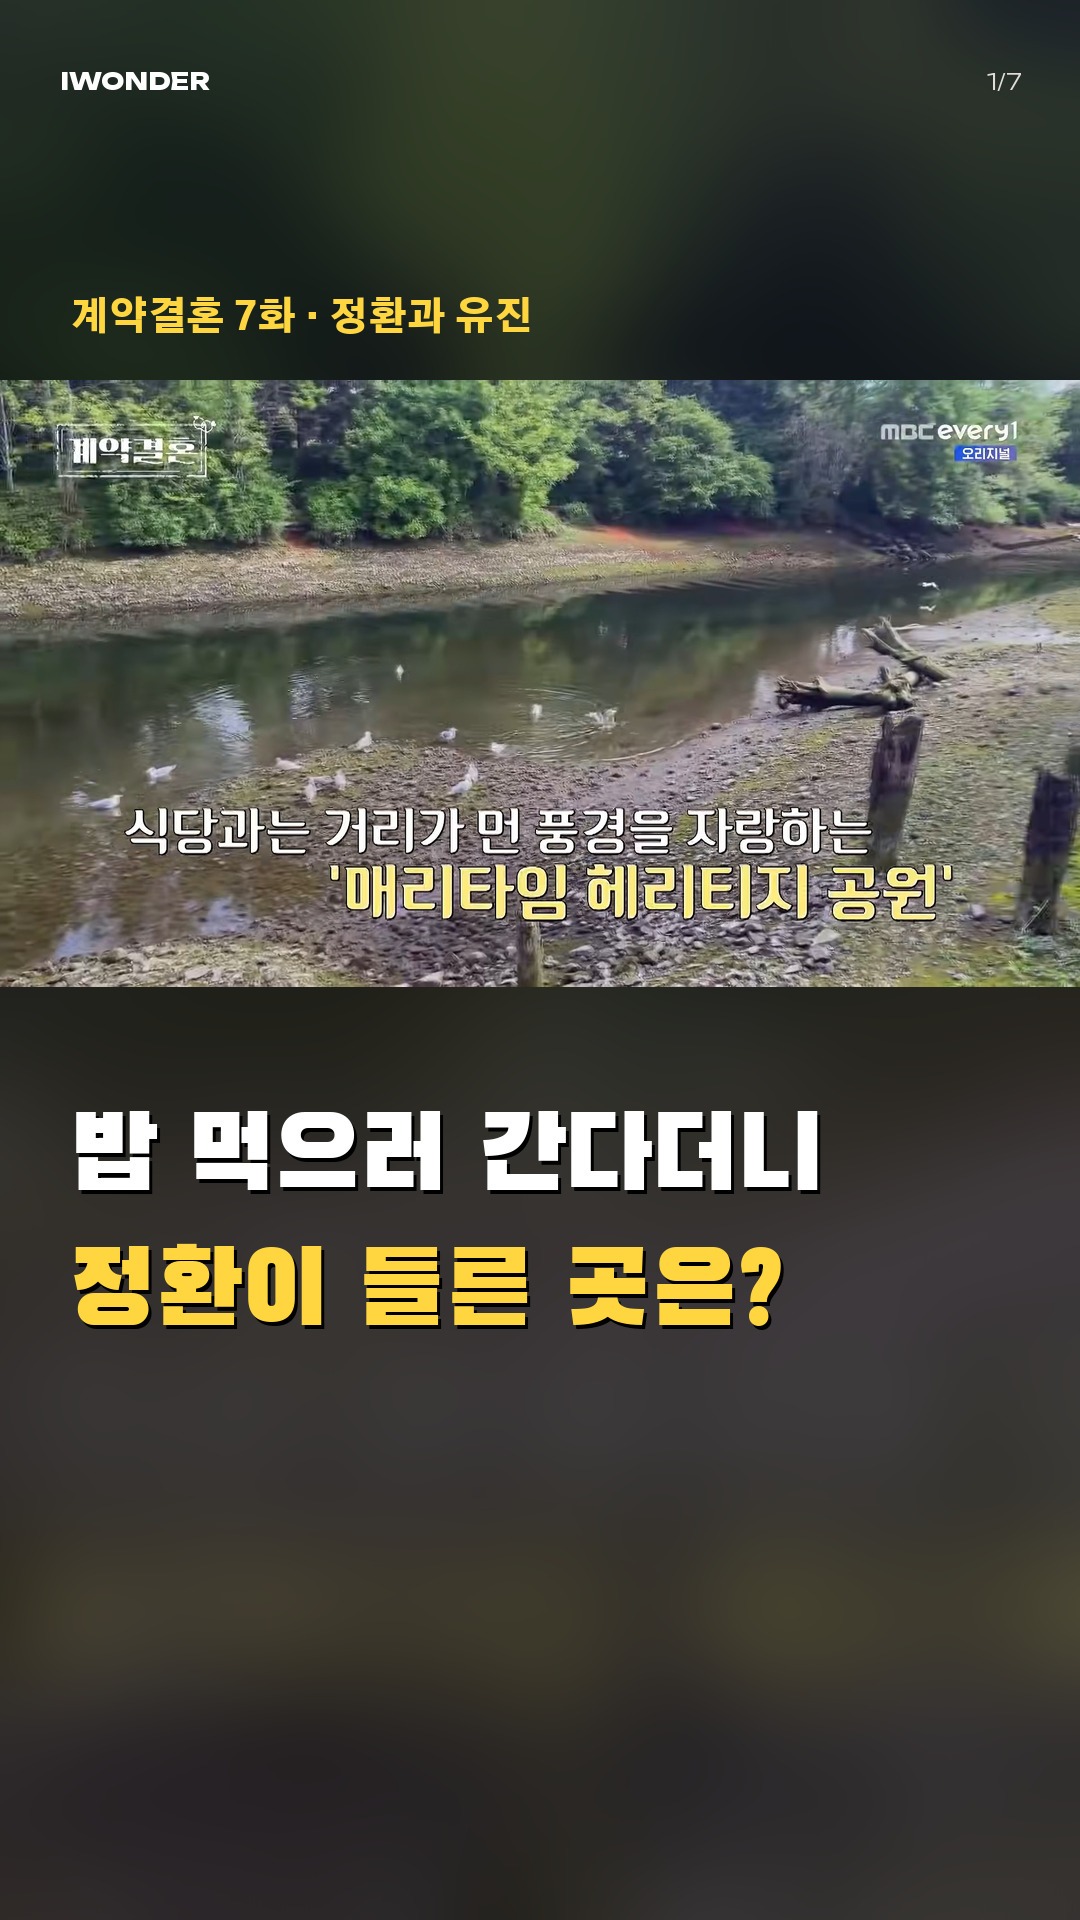 IWONDER
1/7
계약결혼 7화 · 정환과 유진
계약결혼
MBC every1
오리지널
식당과는 거리가 먼 풍경을 자랑하는
'매리타임 헤리티지 공원'
밥 먹으러 간다더니
정환이 들른 곳은?